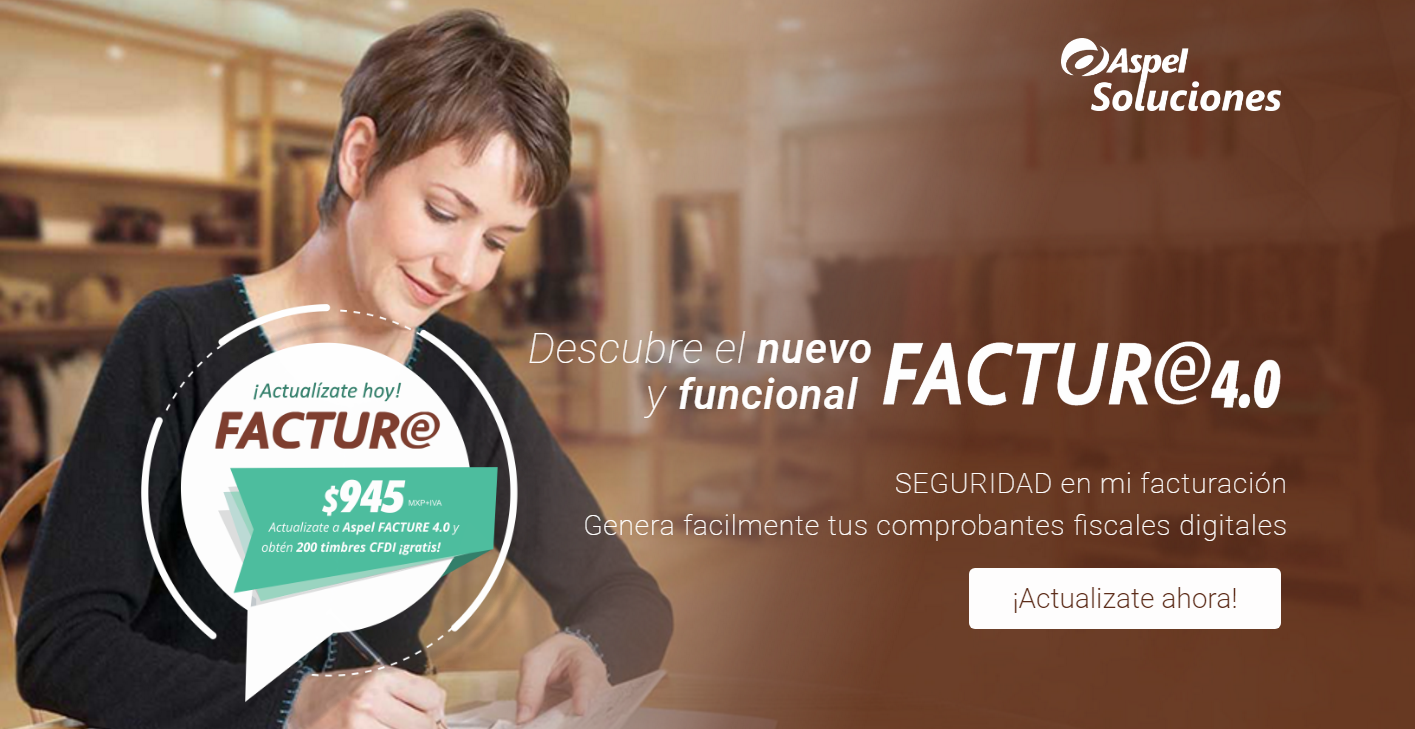 Aspel
Soluciones
Descubre el nuevo
y funcional
FACTUR@ 4.0
¡Actualízate hoy!
FACTUR@
$945 MXP+IVA
Actualizate a Aspel FACTURE 4.0 y
obtén 200 timbres CFDI ¡gratis!
SEGURIDAD en mi facturación
Genera facilmente tus comprobantes fiscales digitales
¡Actualizate ahora!